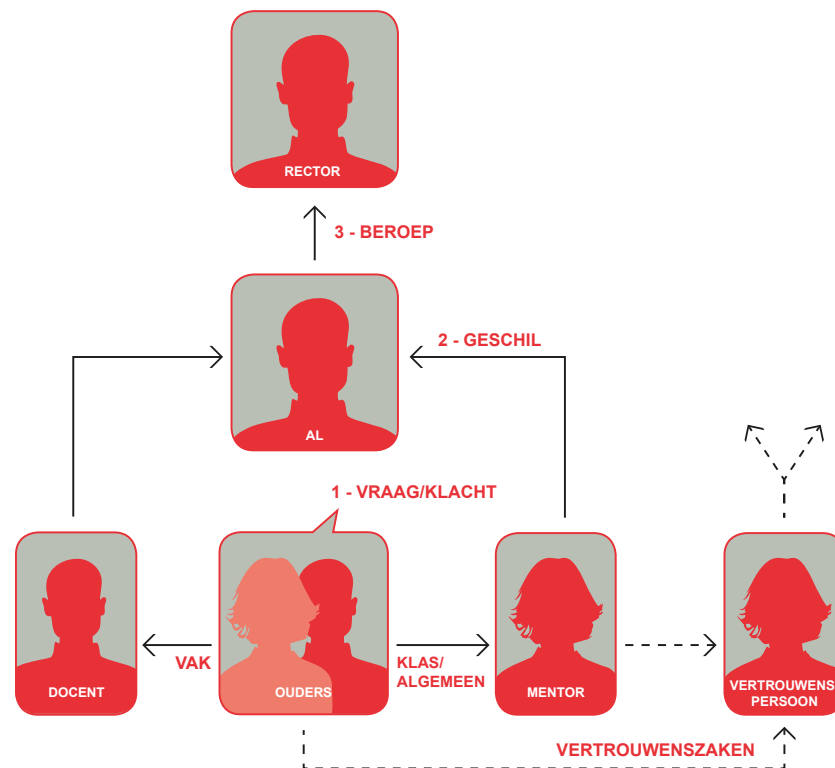 RECTOR
3 - BEROEP
2 - GESCHIL
AL
1 - VRAAG/KLACHT
VAK
KLAS/
ALGEMEEN
DOCENT
OUDERS
MENTOR
VERTROUWENS
PERSOON
VERTROUWENSZAKEN